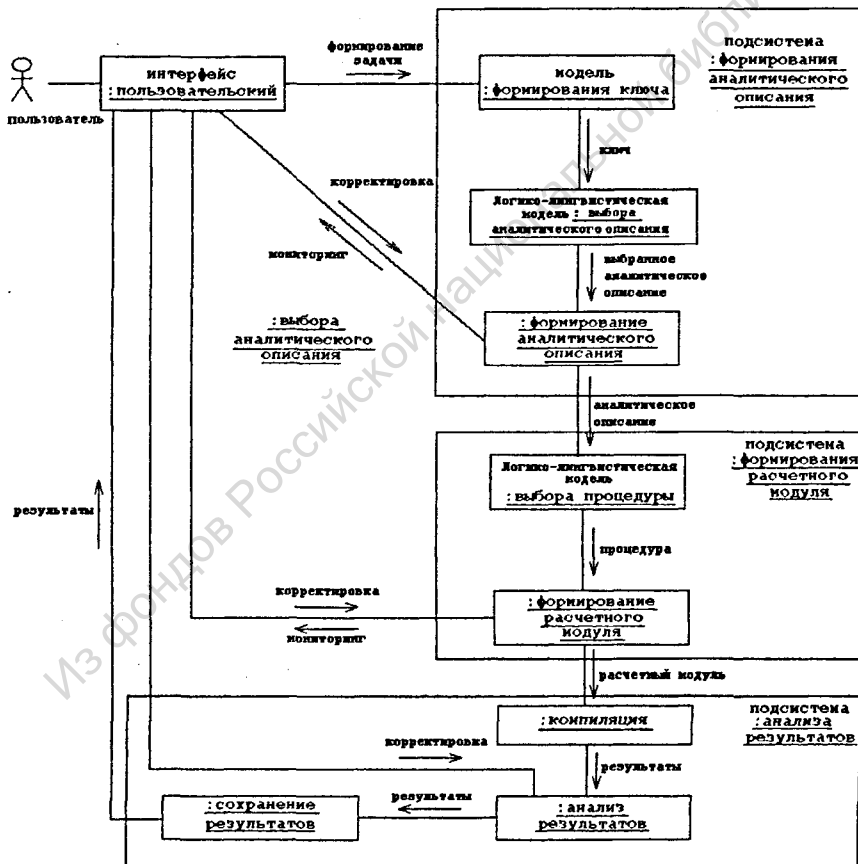 формирование
задачи
подсистема
:формирования
аналитического
описания
интерфейс
:пользовательский
модель
:формирования ключа
пользователь
ключ
корректировка
мониторинг
Логико-лингвистическая
модель : выбора
аналитического описания
выбранное
аналитическое
описание
:выбора
аналитического
описания
:формирование
аналитического
описания
аналитическое
описание
подсистема
:формирования
расчетного
модуля
Логико-лингвистическая
модель
:выбора процедуры
результаты
процедура
корректировка
мониторинг
:формирование
расчетного
модуля
расчетный модуль
подсистема
:анализа
результатов
:компиляция
корректировка
результаты
результаты
:сохранение
результатов
:анализ
результатов
Из фондов Российской национальной библи